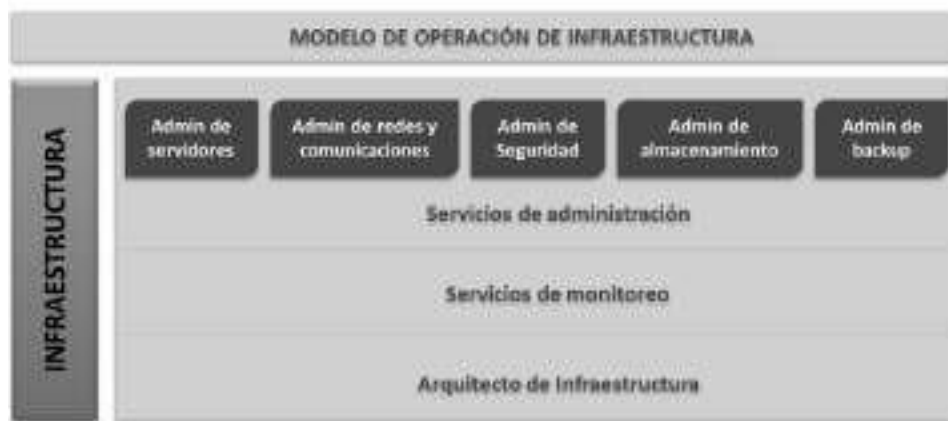 MODELO DE OPERACIÓN DE INFRAESTRUCTURA
INFRAESTRUCTURA
Admin de
servidores
Admin de redes y
comunicaciones
Admin de
Seguridad
Admin de
almacenamiento
Admin de
backup
Servicios de administración
Servicios de monitoreo
Arquitecto de Infraestructura